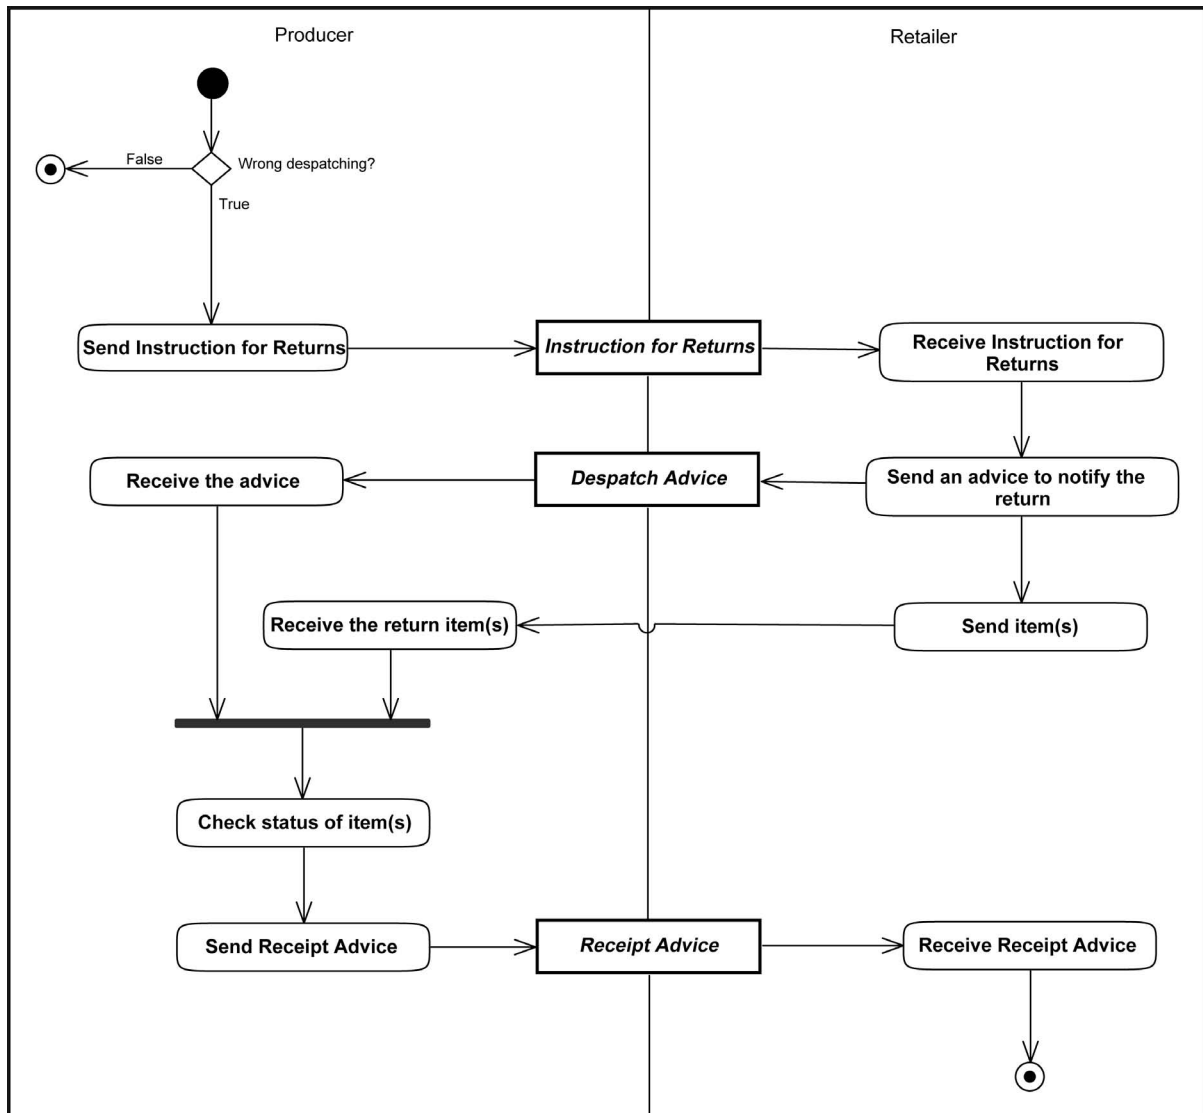 Producer
Retailer
False
Wrong despatching?
True
Send Instruction for Returns
Instruction for Returns
Receive Instruction for
Returns
Receive the advice
Despatch Advice
Send an advice to notify the
return
Receive the return item(s)
Send item(s)
Check status of item(s)
Send Receipt Advice
Receipt Advice
Receive Receipt Advice